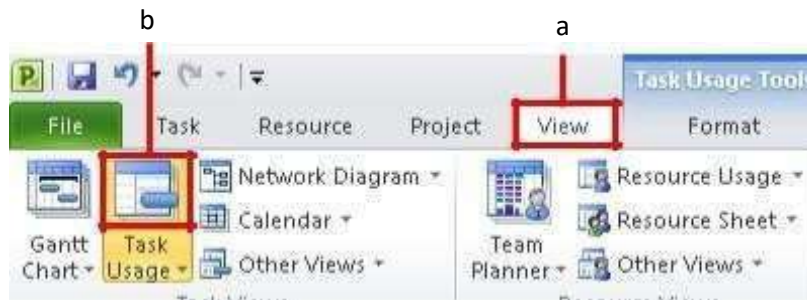 b
a
P
Task Usage Tools
File
Task
Resource
Project
View
Format
Gantt Chart
Task Usage
Network Diagram
Calendar
Other Views
Team Planner
Resource Usage
Resource Sheet
Other Views